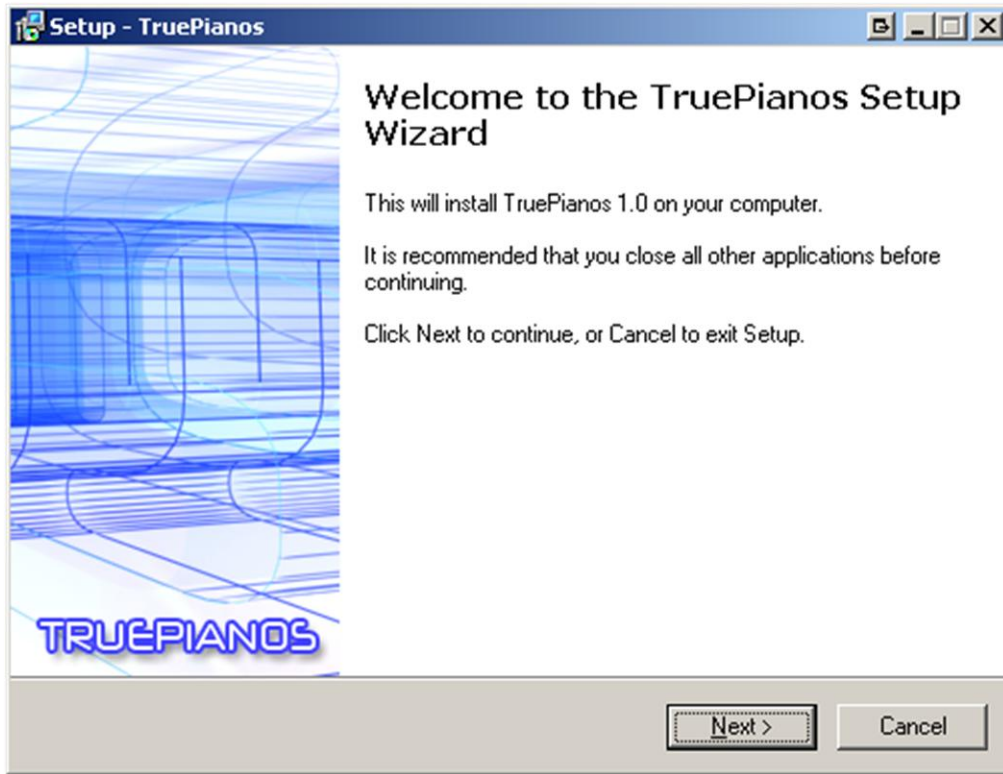 Setup - TruePianos
Welcome to the TruePianos Setup
Wizard
This will install TruePianos 1.0 on your computer.
It is recommended that you close all other applications before
continuing.
Click Next to continue, or Cancel to exit Setup.
TRUEPIANOS
Next >
Cancel